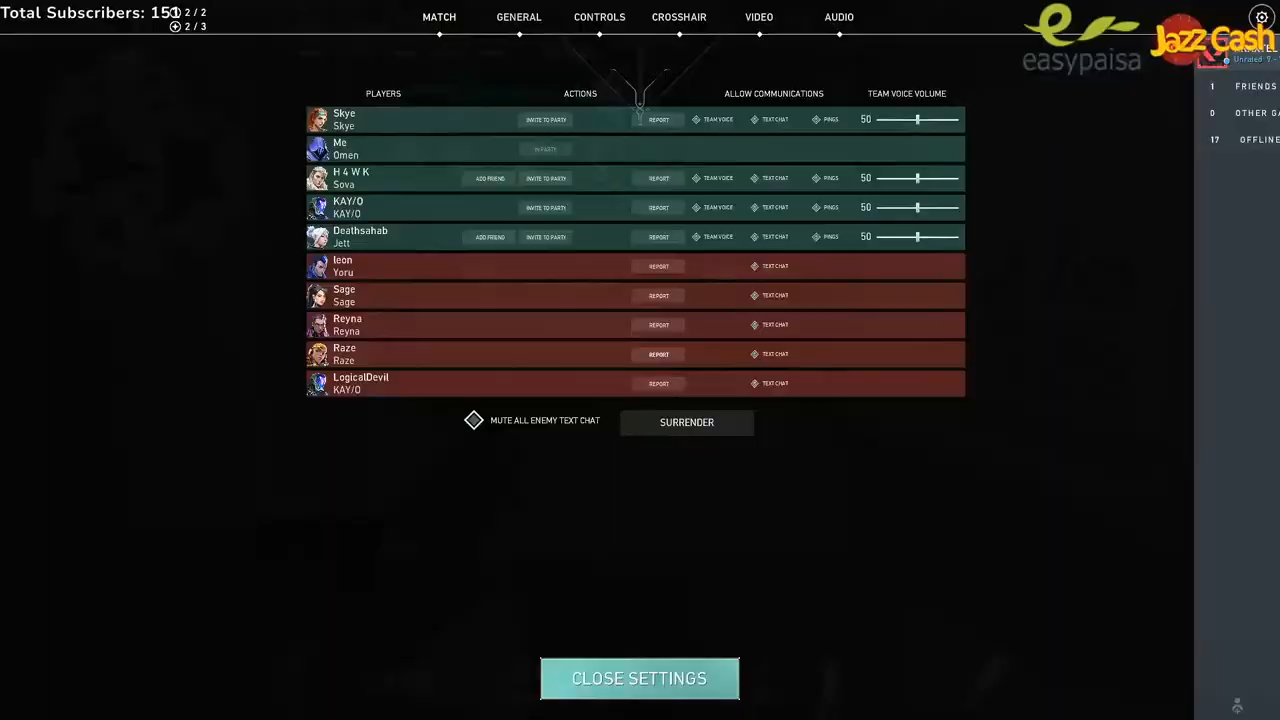 Total Subscribers: 151
2 / 2
2 / 3
MATCH GENERAL CONTROLS CROSSHAIR VIDEO AUDIO
easypaisa
Jazz Cash
Unrated
1 FRIENDS
0 OTHER GA
17 OFFLINE
PLAYERS ACTIONS ALLOW COMMUNICATIONS TEAM VOICE VOLUME
Skye
Skye
INVITE TO PARTY REPORT TEAM VOICE TEXT CHAT PINGS 50
Me
Omen
IN PARTY
H 4 W K
Sova
ADD FRIEND INVITE TO PARTY REPORT TEAM VOICE TEXT CHAT PINGS 50
KAY/O
KAY/O
INVITE TO PARTY REPORT TEAM VOICE TEXT CHAT PINGS 50
Deathsahab
Jett
ADD FRIEND INVITE TO PARTY REPORT TEAM VOICE TEXT CHAT PINGS 50
leon
Yoru
REPORT TEXT CHAT
Sage
Sage
REPORT TEXT CHAT
Reyna
Reyna
REPORT TEXT CHAT
Raze
Raze
REPORT TEXT CHAT
LogicalDevil
KAY/O
REPORT TEXT CHAT
MUTE ALL ENEMY TEXT CHAT SURRENDER
CLOSE SETTINGS